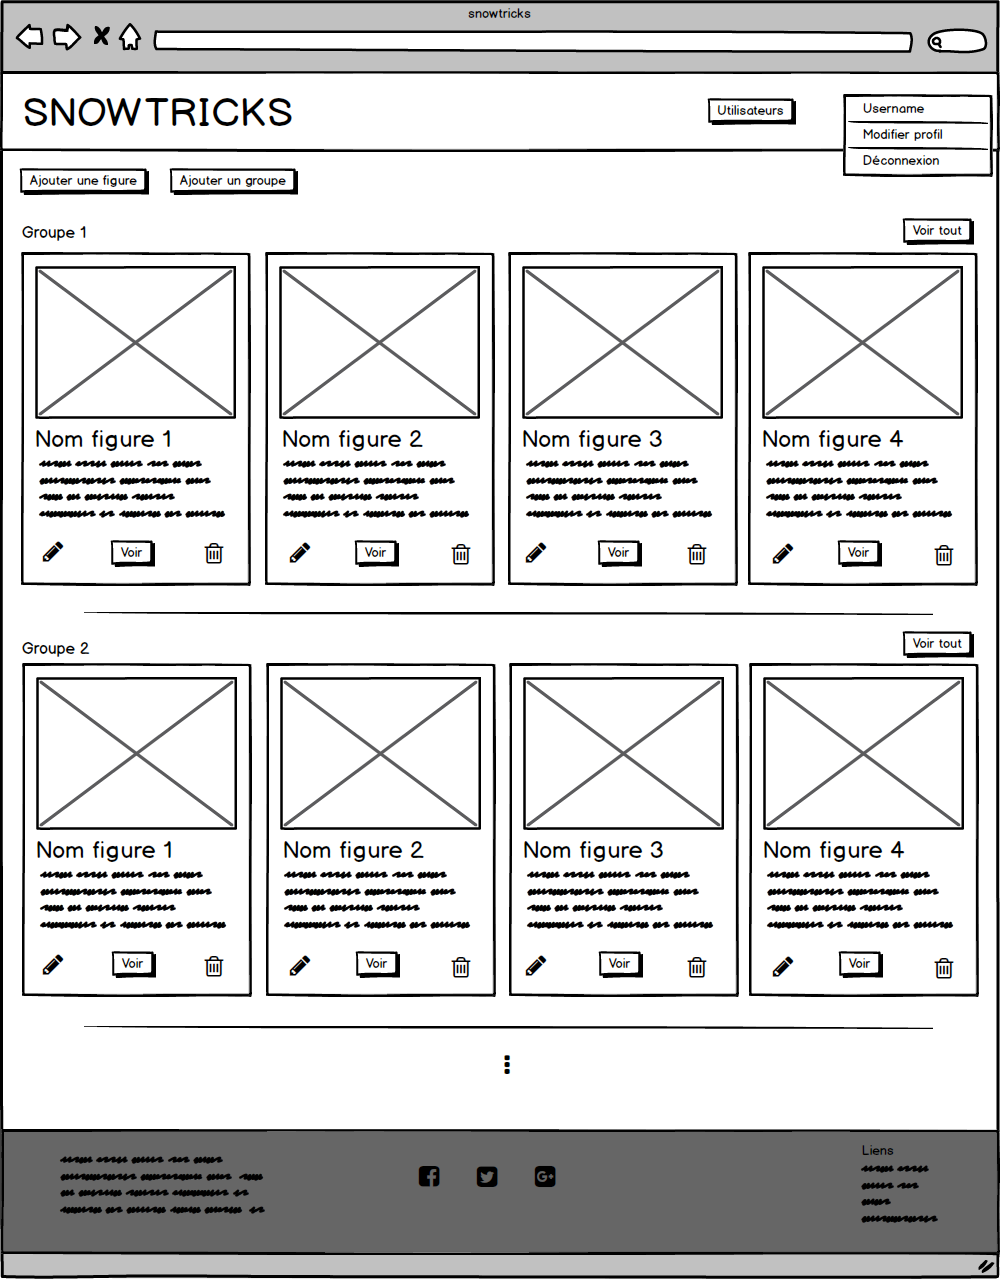 snowtricks
SNOWTRICKS
Utilisateurs
Username
Modifier profil
Déconnexion
Ajouter une figure
Ajouter un groupe
Groupe 1
Voir tout
Nom figure 1
Nom figure 2
Nom figure 3
Nom figure 4
Voir
Voir
Voir
Voir
Groupe 2
Voir tout
Nom figure 1
Nom figure 2
Nom figure 3
Nom figure 4
Voir
Voir
Voir
Voir
Liens